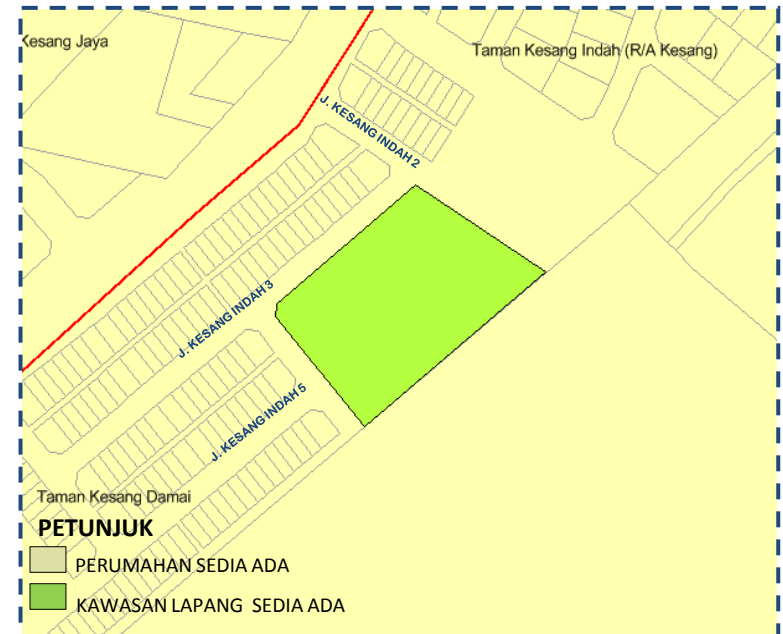 Kesang Jaya
Taman Kesang Indah (R/A Kesang)
J. KESANG INDAH 2
J. KESANG INDAH 3
J. KESANG INDAH 5
Taman Kesang Damai
PETUNJUK
PERUMAHAN SEDIA ADA
KAWASAN LAPANG SEDIA ADA